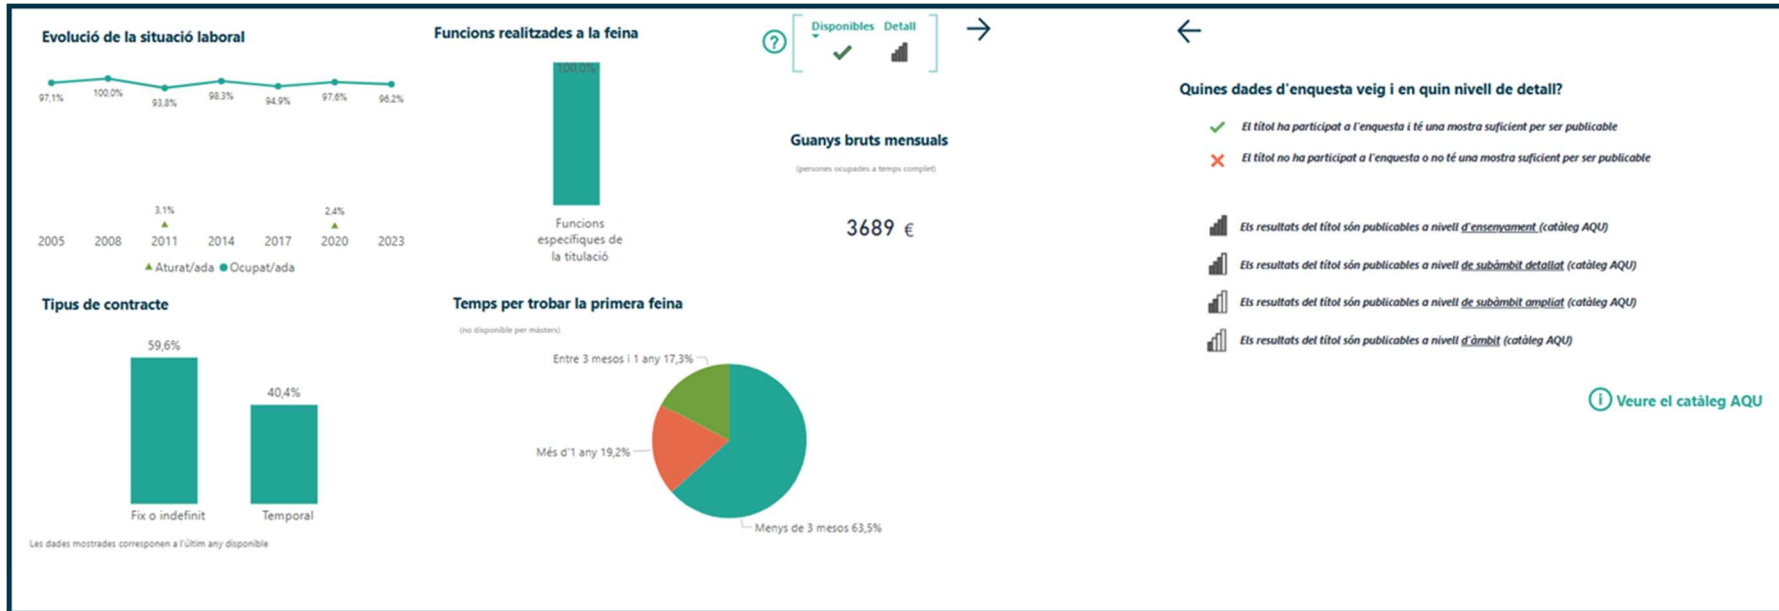 Evolució de la situació laboral
97,1%
100,0%
93,8%
98,3%
94,9%
97,6%
96,2%
3,1%
2,4%
2005 2008 2011 2014 2017 2020 2023
Aturat/ada Ocupat/ada
Funcions realitzades a la feina
100,0%
Funcions
específiques de
la titulació
?
Disponibles Detall
Guanys bruts mensuals
(persones ocupades a temps complet)
3689 €
Tipus de contracte
59,6%
40,4%
Fix o indefinit
Temporal
Les dades mostrades corresponen a l'últim any disponible
Temps per trobar la primera feina
(no disponible per màsters)
Entre 3 mesos i 1 any 17,3%
Més d'1 any 19,2%
Menys de 3 mesos 63,5%
Quines dades d'enquesta veig i en quin nivell de detall?
El títol ha participat a l'enquesta i té una mostra suficient per ser publicable
El títol no ha participat a l'enquesta o no té una mostra suficient per ser publicable
Els resultats del títol són publicables a nivell d'ensenyament (catàleg AQU)
Els resultats del títol són publicables a nivell de subàmbit detallat (catàleg AQU)
Els resultats del títol són publicables a nivell de subàmbit ampliat (catàleg AQU)
Els resultats del títol són publicables a nivell d'àmbit (catàleg AQU)
i Veure el catàleg AQU